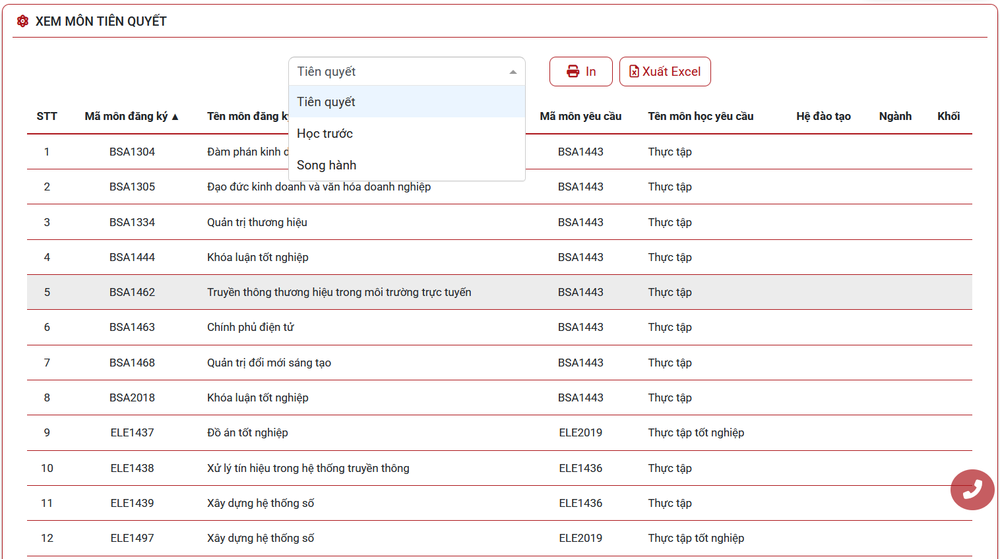 XEM MÔN TIÊN QUYẾT
Tiên quyết
In
Xuất Excel
Tiên quyết
Học trước
Song hành
STT Mã môn đăng ký ▲ Tên môn đăng ký Mã môn yêu cầu Tên môn học yêu cầu Hệ đào tạo Ngành Khối
1 BSA1304 Đàm phán kinh BSA1443 Thực tập
2 BSA1305 Đạo đức kinh doanh và văn hóa doanh nghiệp BSA1443 Thực tập
3 BSA1334 Quản trị thương hiệu BSA1443 Thực tập
4 BSA1444 Khóa luận tốt nghiệp BSA1443 Thực tập
5 BSA1462 Truyền thông thương hiệu trong môi trường trực tuyến BSA1443 Thực tập
6 BSA1463 Chính phủ điện tử BSA1443 Thực tập
7 BSA1468 Quản trị đổi mới sáng tạo BSA1443 Thực tập
8 BSA2018 Khóa luận tốt nghiệp BSA1443 Thực tập
9 ELE1437 Đồ án tốt nghiệp ELE2019 Thực tập tốt nghiệp
10 ELE1438 Xử lý tín hiệu trong hệ thống truyền thông ELE1436 Thực tập
11 ELE1439 Xây dựng hệ thống số ELE1436 Thực tập
12 ELE1497 Xây dựng hệ thống số ELE2019 Thực tập tốt nghiệp